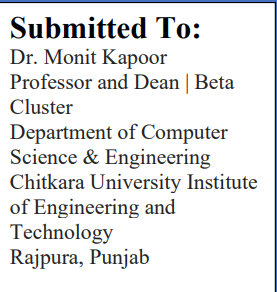 Submitted To:
Dr. Monit Kapoor
Professor and Dean | Beta
Cluster
Department of Computer
Science & Engineering
Chitkara University Institute
of Engineering and
Technology
Rajpura, Punjab